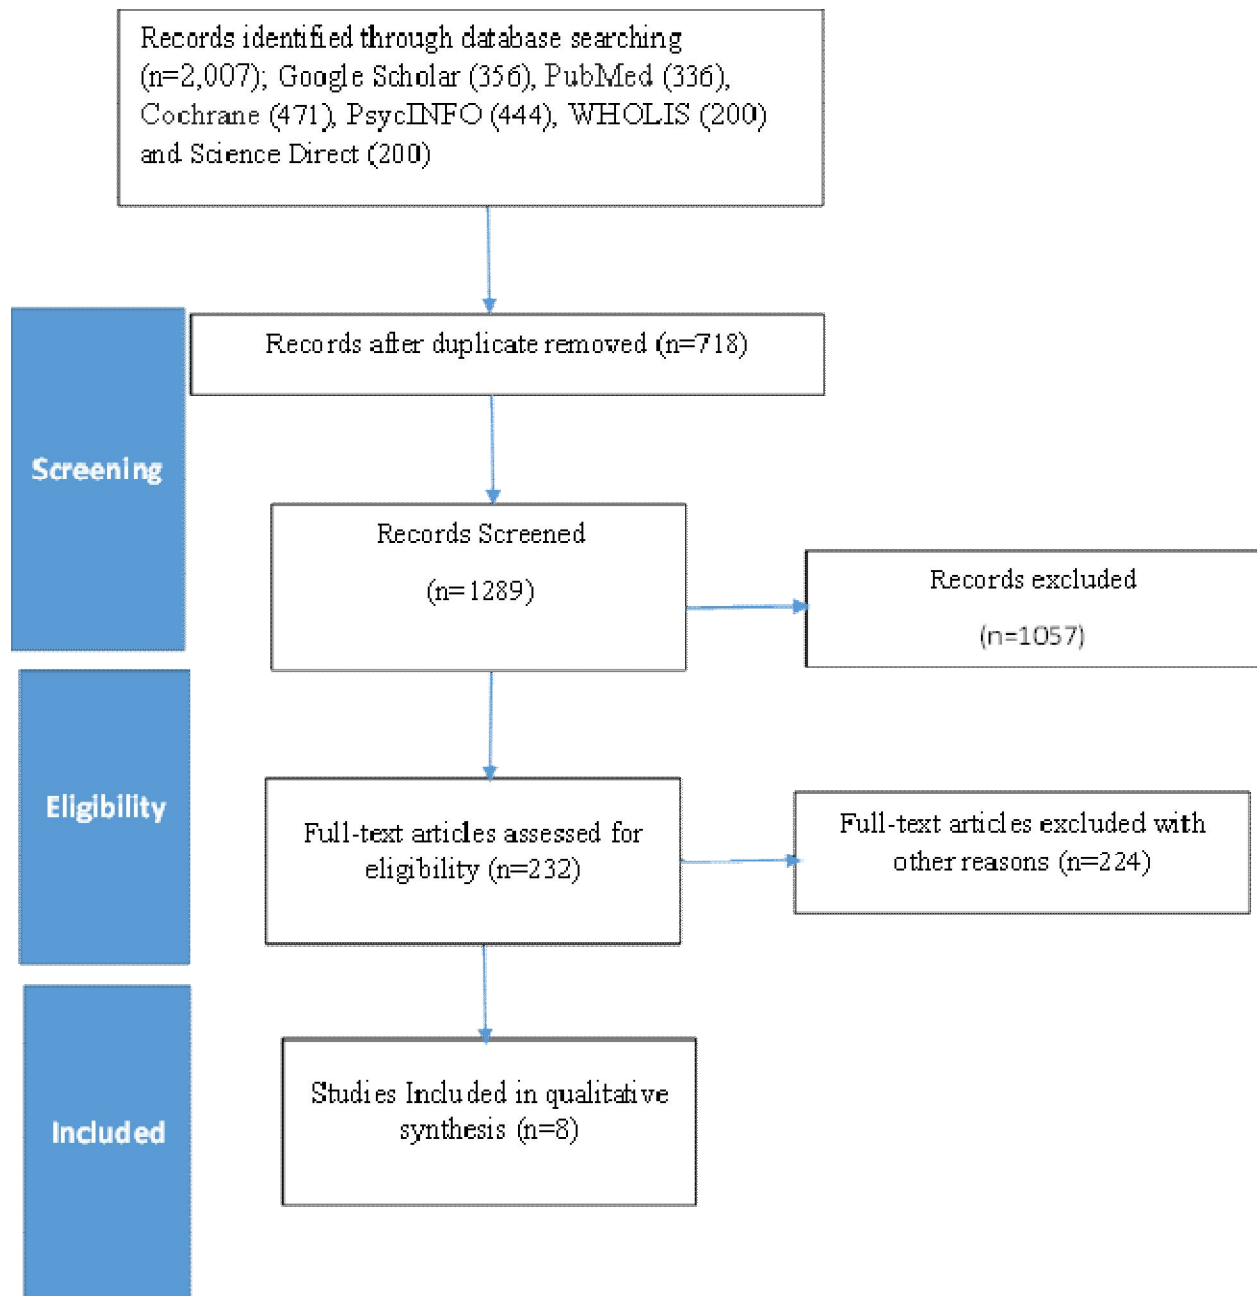 Records identified through database searching
(n=2,007); Google Scholar (356), PubMed (336),
Cochrane (471), PsycINFO (444), WHOLIS (200)
and Science Direct (200)
Records after duplicate removed (n=718)
Screening
Records Screened
(n=1289)
Records excluded
(n=1057)
Eligibility
Full-text articles assessed for
eligibility (n=232)
Full-text articles excluded with
other reasons (n=224)
Included
Studies Included in qualitative
synthesis (n=8)